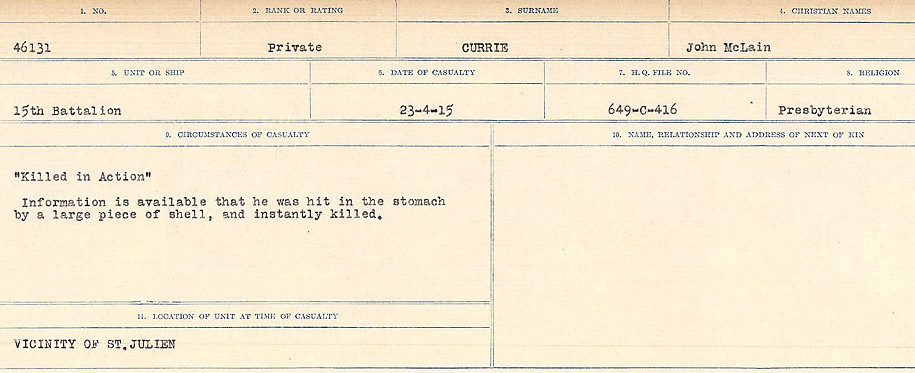 1. NO.
2. RANK OR RATING
3. SURNAME
4. CHRISTIAN NAMES
46131
Private
CURRIE
John McLain
5. UNIT OR SHIP
6. DATE OF CASUALTY
7. H.Q. FILE NO.
8. RELIGION
15th Battalion
23-4-15
649-C-416
Presbyterian
9. CIRCUMSTANCES OF CASUALTY
10. NAME, RELATIONSHIP AND ADDRESS OF NEXT OF KIN
"Killed in Action"
Information is available that he was hit in the stomach
by a large piece of shell, and instantly killed.
11. LOCATION OF UNIT AT TIME OF CASUALTY
VICINITY OF ST.JULIEN